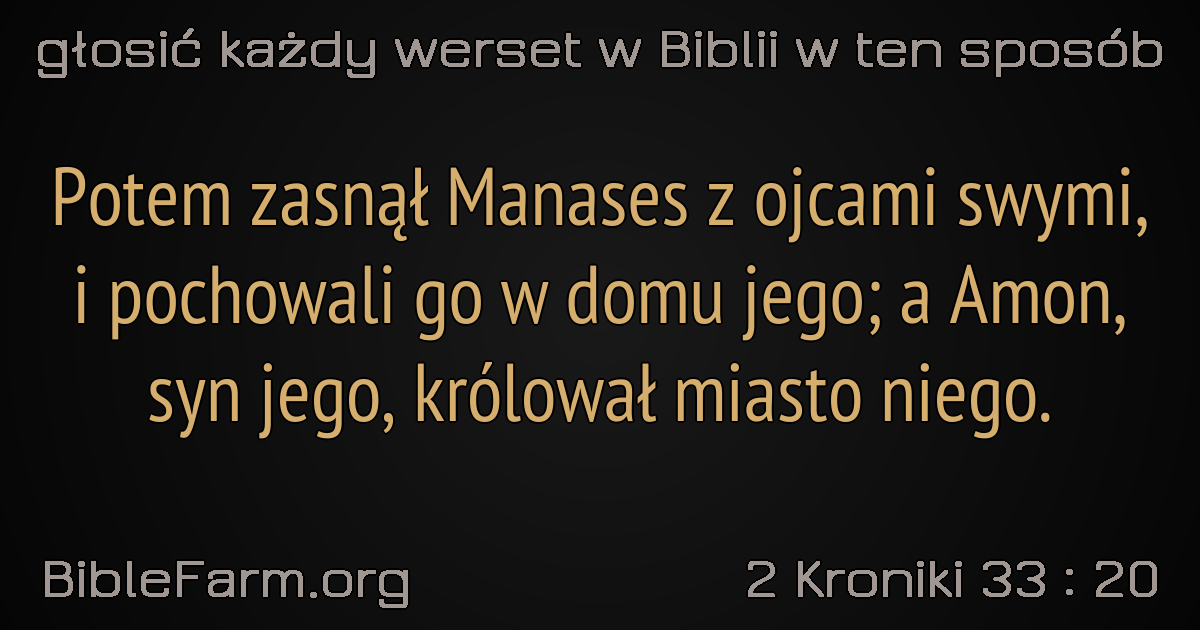 głosić każdy werset w Biblii w ten sposób
Potem zasnął Manases z ojcami swymi,
i pochowali go w domu jego; a Amon,
syn jego, królował miasto niego.
BibleFarm.org
2 Kroniki 33 : 20